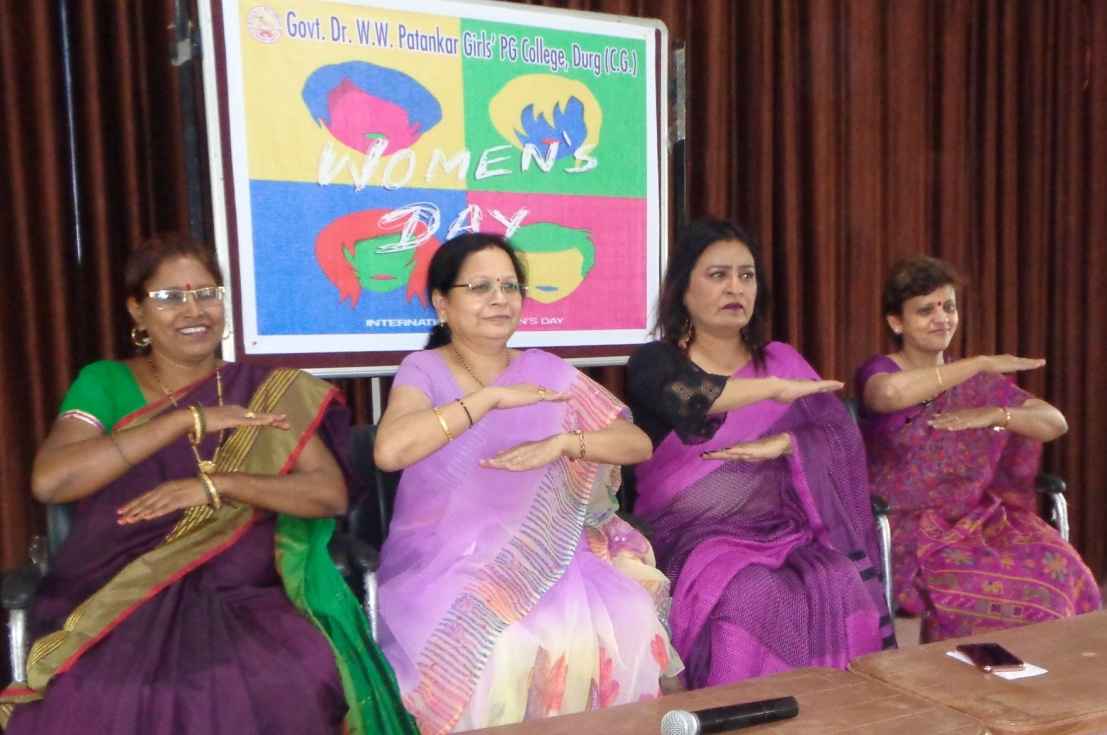 Govt. Dr. W.W. Patankar Girls' PG College, Durg (C.G.)
WOMEN'S
DAY
DAY